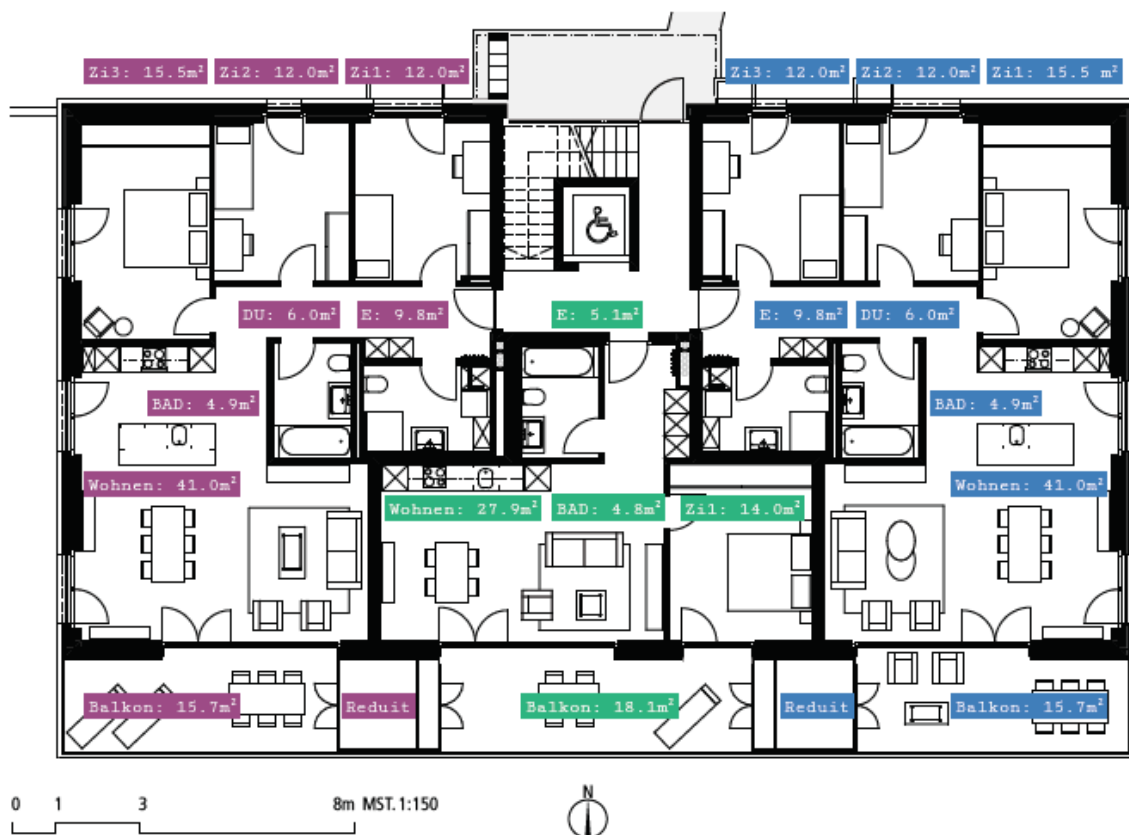 Zi3: 15.5m² Zi2: 12.0m² Zi1: 12.0m² Zi3: 12.0m² Zi2: 12.0m² Zi1: 15.5 m²
DU: 6.0m² E: 9.8m² E: 5.1m² E: 9.8m² DU: 6.0m²
BAD: 4.9m² BAD: 4.9m²
Wohnen: 41.0m² Wohnen: 41.0m²
Wohnen: 27.9m² BAD: 4.8m² Zi1: 14.0m²
Balkon: 15.7m² Reduit Balkon: 18.1m² Reduit Balkon: 15.7m²
N
0 1 3 8m MST. 1:150